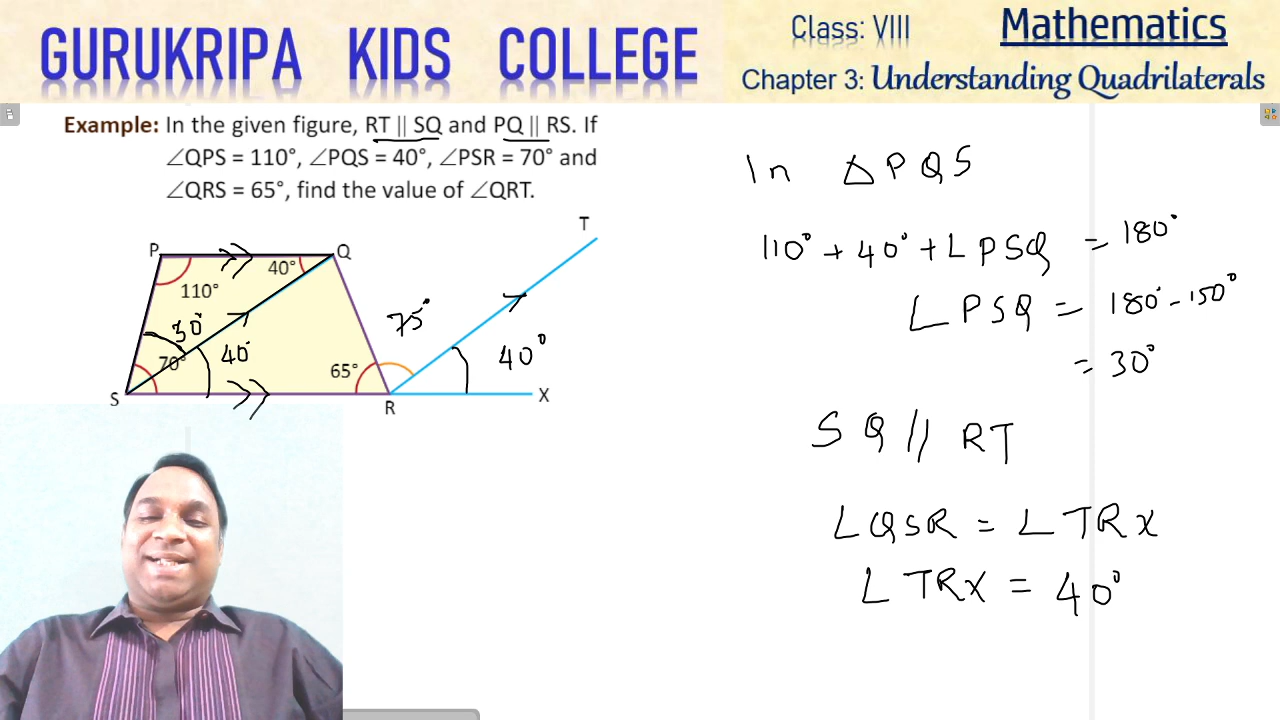 GURUKRIPA KIDS COLLEGE
Class: VIII Mathematics
Chapter 3: Understanding Quadrilaterals
Example: In the given figure, RT || SQ and PQ || RS. If
∠QPS = 110°, ∠PQS = 40°, ∠PSR = 70° and
∠QRS = 65°, find the value of ∠QRT.
T
P
Q
40°
110°
30°
70°
40°
75°
40°
65°
S
R
X
In △PQS
110° + 40° + ∠PSQ = 180°
∠PSQ = 180° - 150°
= 30°
SQ // RT
∠QSR = ∠TRX
∠TRX = 40°